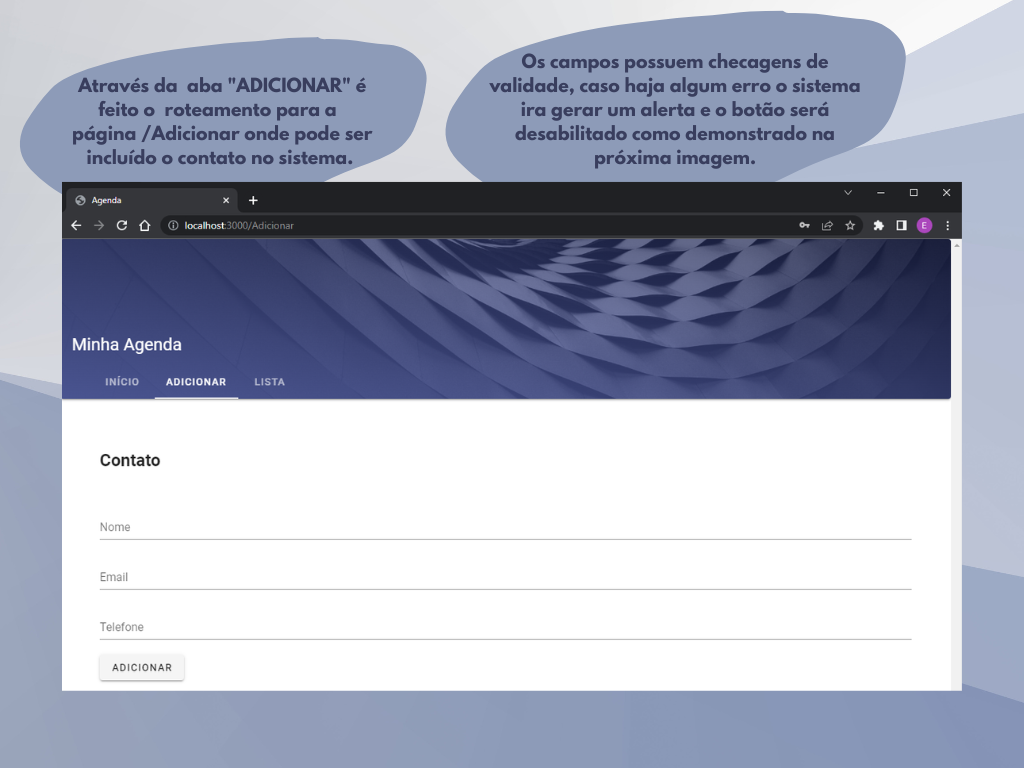 Através da aba "ADICIONAR" é
feito o roteamento para a
página /Adicionar onde pode ser
incluído o contato no sistema.
Os campos possuem checagens de
validade, caso haja algum erro o sistema
ira gerar um alerta e o botão será
desabilitado como demonstrado na
próxima imagem.
Agenda
localhost:3000/Adicionar
E
Minha Agenda
INÍCIO ADICIONAR LISTA
Contato
Nome
Email
Telefone
ADICIONAR